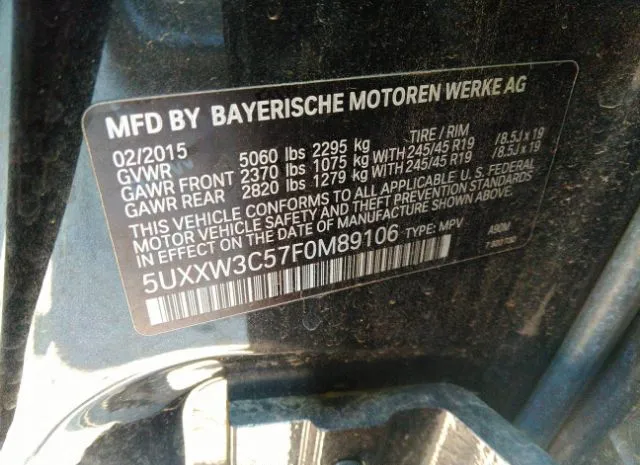 MFD BY BAYERISCHE MOTOREN WERKE AG
02/2015 TIRE / RIM
GVWR 5060 lbs 2295 kg
GAWR FRONT 2370 lbs 1075 kg WITH 245/45 R19 /8.5J x 19
GAWR REAR 2820 lbs 1279 kg WITH 245/45 R19 /8.5J x 19
THIS VEHICLE CONFORMS TO ALL APPLICABLE U. S. FEDERAL
MOTOR VEHICLE SAFETY AND THEFT PREVENTION STANDARDS
IN EFFECT ON THE DATE OF MANUFACTURE SHOWN ABOVE.
5UXXW3C57F0M89106 TYPE: MPV A90M